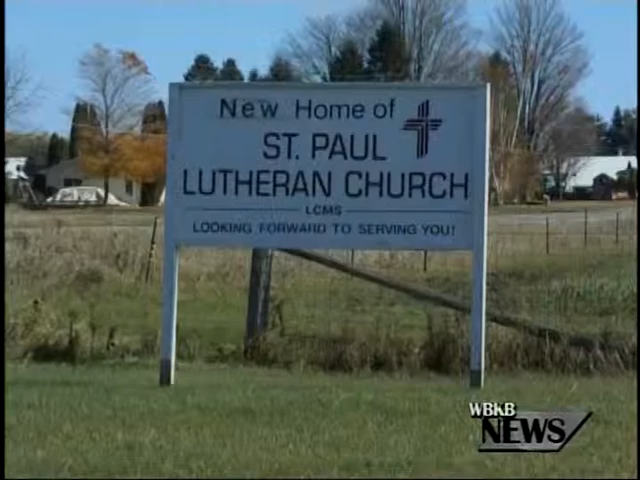 New Home of
ST. PAUL
LUTHERAN CHURCH
LCMS
LOOKING FORWARD TO SERVING YOU!
WBKB
NEWS